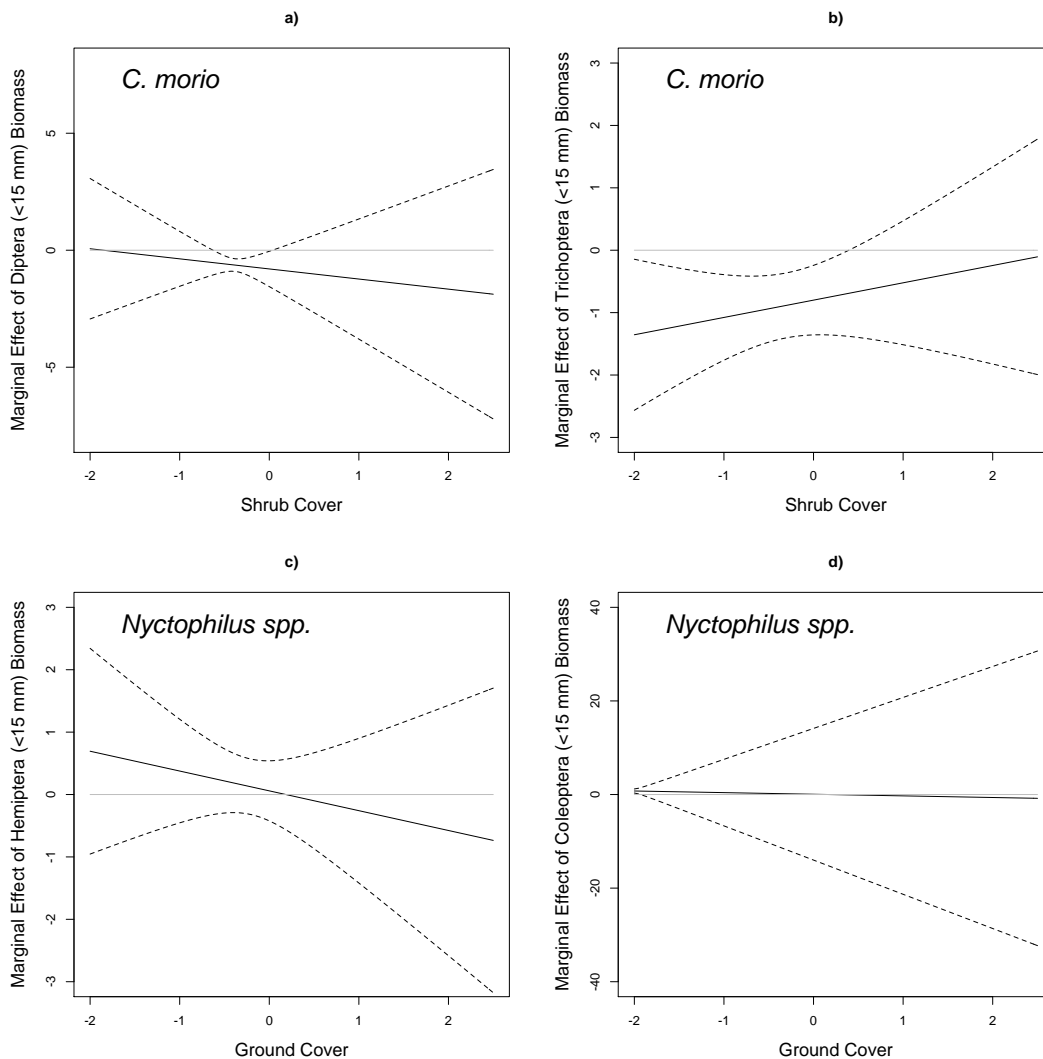 a)
C. morio
Marginal Effect of Diptera (<15 mm) Biomass
5
0
-5
-2
-1
0
1
2
Shrub Cover
b)
C. morio
Marginal Effect of Trichoptera (<15 mm) Biomass
3
2
1
0
-1
-2
-3
-2
-1
0
1
2
Shrub Cover
c)
Nyctophilus spp.
Marginal Effect of Hemiptera (<15 mm) Biomass
3
2
1
0
-1
-2
-3
-2
-1
0
1
2
Ground Cover
d)
Nyctophilus spp.
Marginal Effect of Coleoptera (<15 mm) Biomass
40
20
0
-20
-40
-2
-1
0
1
2
Ground Cover